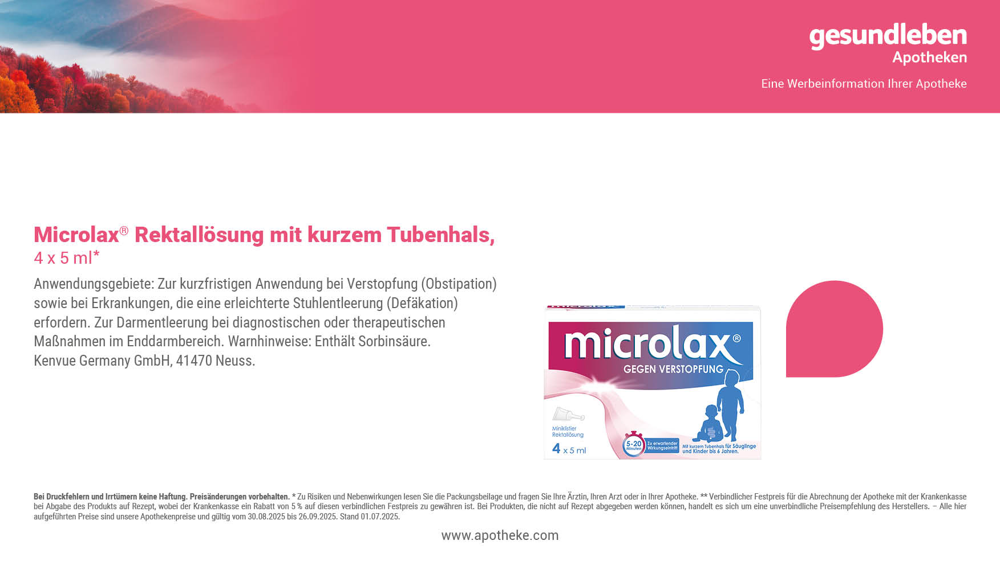 gesundleben
Apotheken
Eine Werbeinformation Ihrer Apotheke
Microlax® Rektallösung mit kurzem Tubenhals,
4 x 5 ml*
Anwendungsgebiete: Zur kurzfristigen Anwendung bei Verstopfung (Obstipation)
sowie bei Erkrankungen, die eine erleichterte Stuhlentleerung (Defäkation)
erfordern. Zur Darmentleerung bei diagnostischen oder therapeutischen
Maßnahmen im Enddarmbereich. Warnhinweise: Enthält Sorbinsäure.
Kenvue Germany GmbH, 41470 Neuss.
microlax®
GEGEN VERSTOPFUNG
Miniklistier
Rektallösung
4 x 5 ml
5-20
Minuten
Zu erwartender
Wirkungseintritt
Mit kurzem Tubenhals für Säuglinge
und Kinder bis 6 Jahren.
Bei Druckfehlern und Irrtümern keine Haftung. Preisänderungen vorbehalten. * Zu Risiken und Nebenwirkungen lesen Sie die Packungsbeilage und fragen Sie Ihre Ärztin, Ihren Arzt oder in Ihrer Apotheke. ** Verbindlicher Festpreis für die Abrechnung der Apotheke mit der Krankenkasse
bei Abgabe des Produkts auf Rezept, wobei der Krankenkasse ein Rabatt von 5 % auf diesen verbindlichen Festpreis zu gewähren ist. Bei Produkten, die nicht auf Rezept abgegeben werden können, handelt es sich um eine unverbindliche Preisempfehlung des Herstellers. – Alle hier
aufgeführten Preise sind unsere Apothekenpreise und gültig vom 30.08.2025 bis 26.09.2025. Stand 01.07.2025.
www.apotheke.com